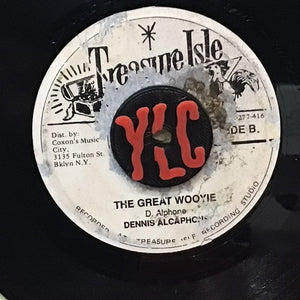 Treasure Isle
277-416
Dist. by:
Coxon's Music
City.
3135 Fulton St.
Bklyn N.Y.
YLC
DE B.
THE GREAT WOOYIE
D. Alphone
DENNIS ALCAPHONE
RECORDED AT TREASURE ISLE RECORDING STUDIO